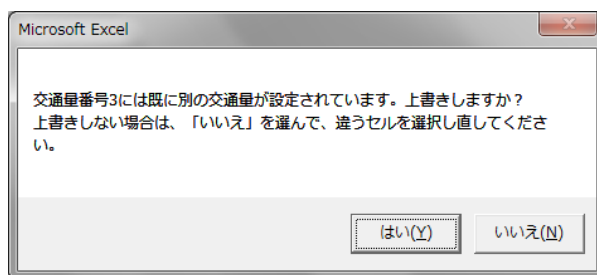 Microsoft Excel
交通量番号3には既に別の交通量が設定されています。上書きしますか？
上書きしない場合は、「いいえ」を選んで、違うセルを選択し直してくださ
い。
はい(Y)
いいえ(N)